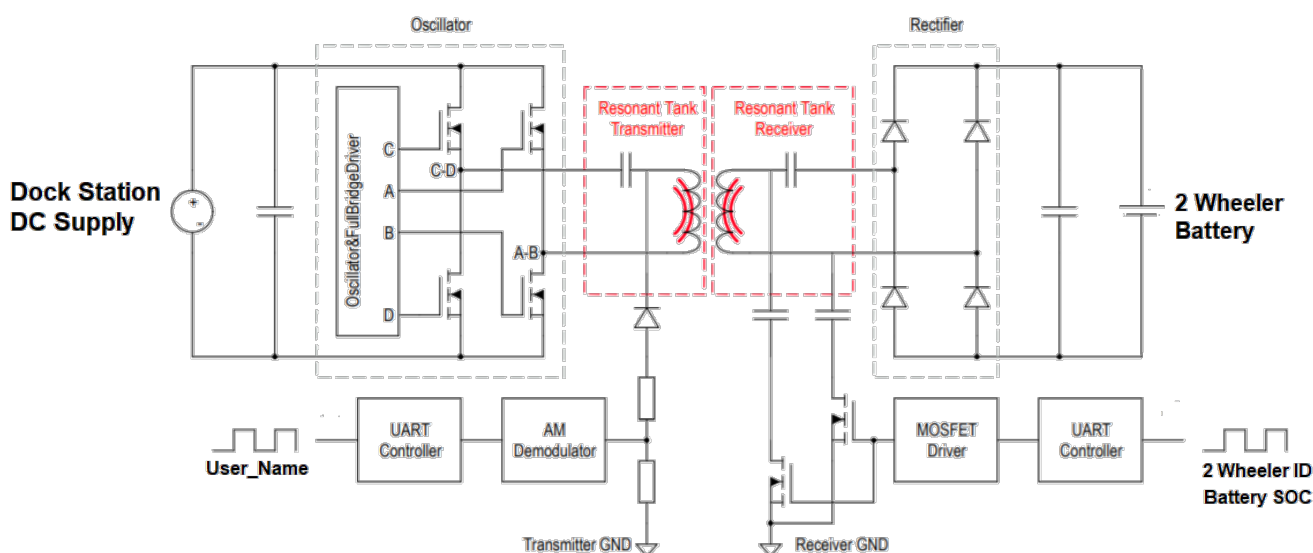 Oscillator
Rectifier
Resonant Tank
Transmitter
Resonant Tank
Receiver
Oscillator&FullBridgeDriver
C
C-D
A
B
A-B
D
+
-
Dock Station
DC Supply
2 Wheeler
Battery
UART
Controller
AM
Demodulator
MOSFET
Driver
UART
Controller
User_Name
2 Wheeler ID
Battery SOC
Transmitter GND
Receiver GND